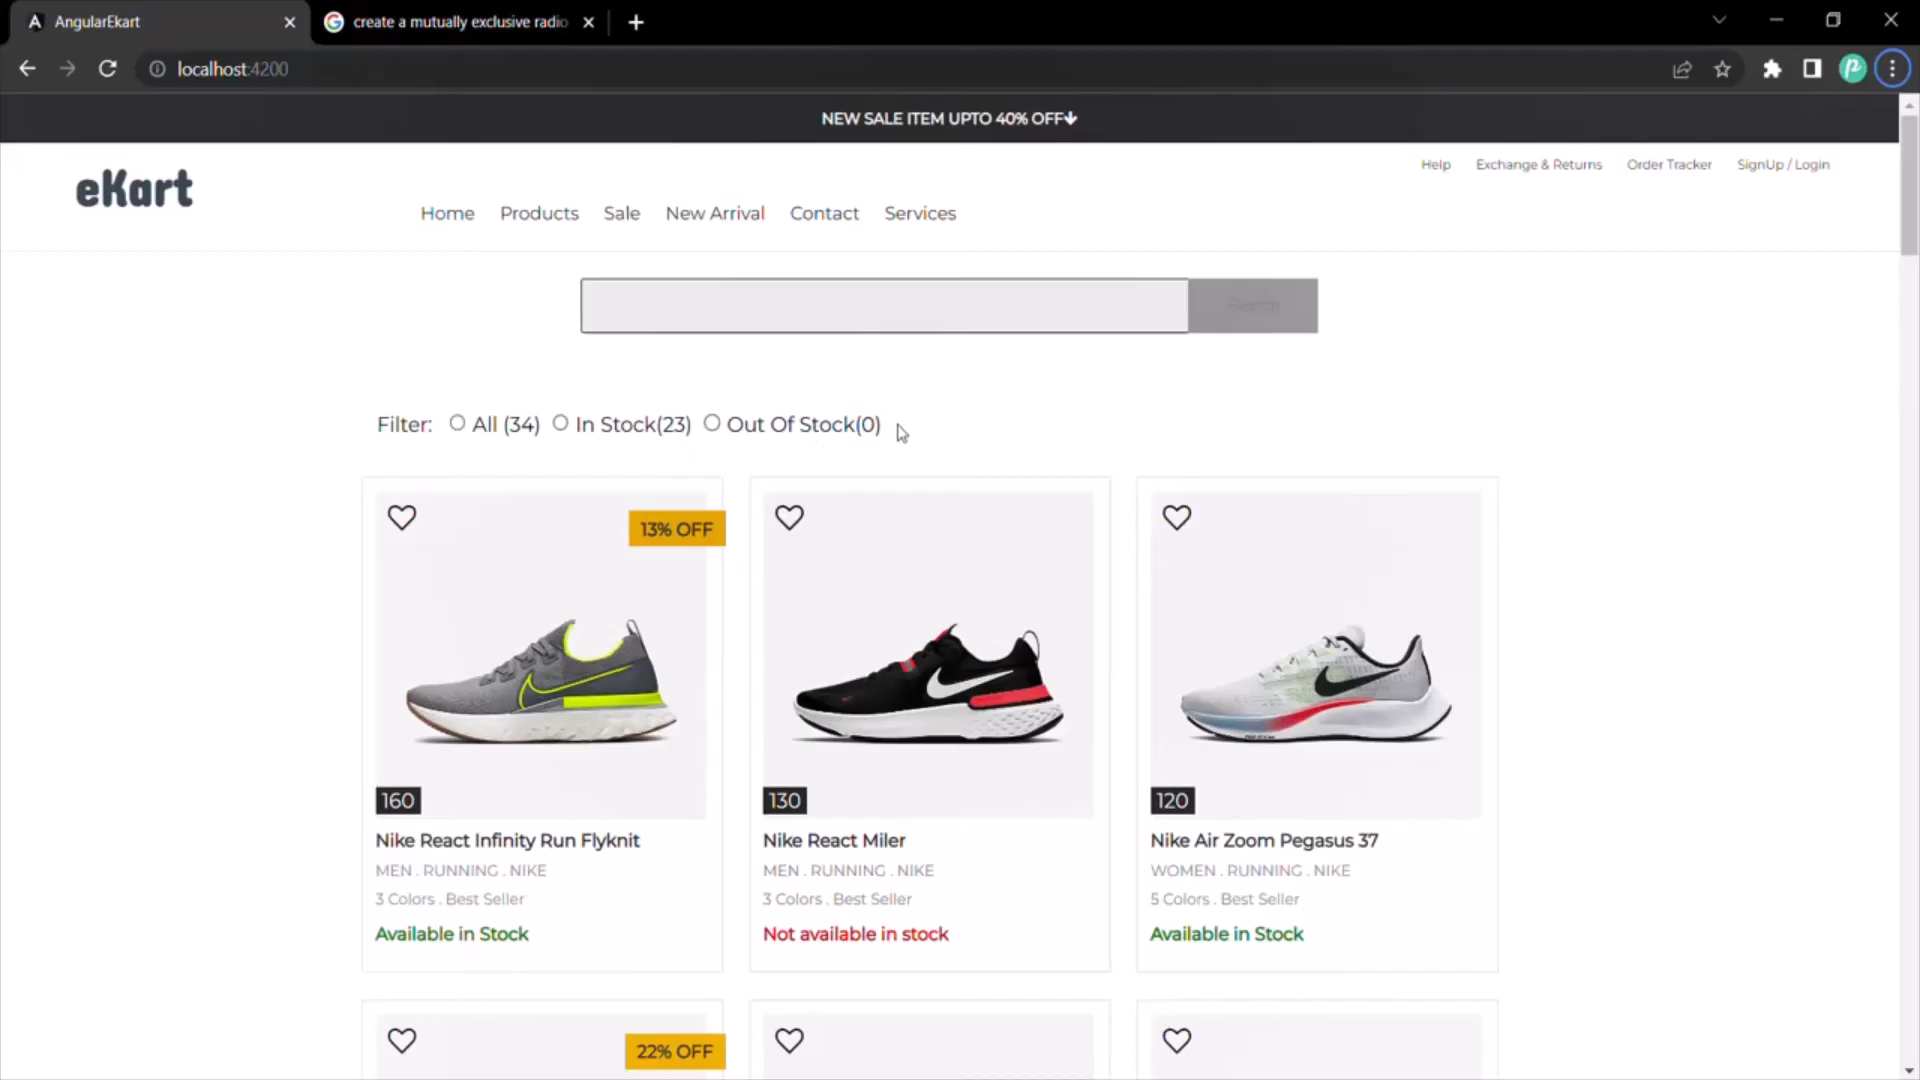 AngularEkart
create a mutually exclusive radio
localhost:4200
NEW SALE ITEM UPTO 40% OFF
Help Exchange & Returns Order Tracker SignUp / Login
eKart
Home Products Sale New Arrival Contact Services
Search
Filter: All (34) In Stock(23) Out Of Stock(0)
13% OFF
160 130 120
Nike React Infinity Run Flyknit Nike React Miler Nike Air Zoom Pegasus 37
MEN . RUNNING . NIKE MEN . RUNNING . NIKE WOMEN . RUNNING . NIKE
3 Colors . Best Seller 3 Colors . Best Seller 5 Colors . Best Seller
Available in Stock Not available in stock Available in Stock
22% OFF